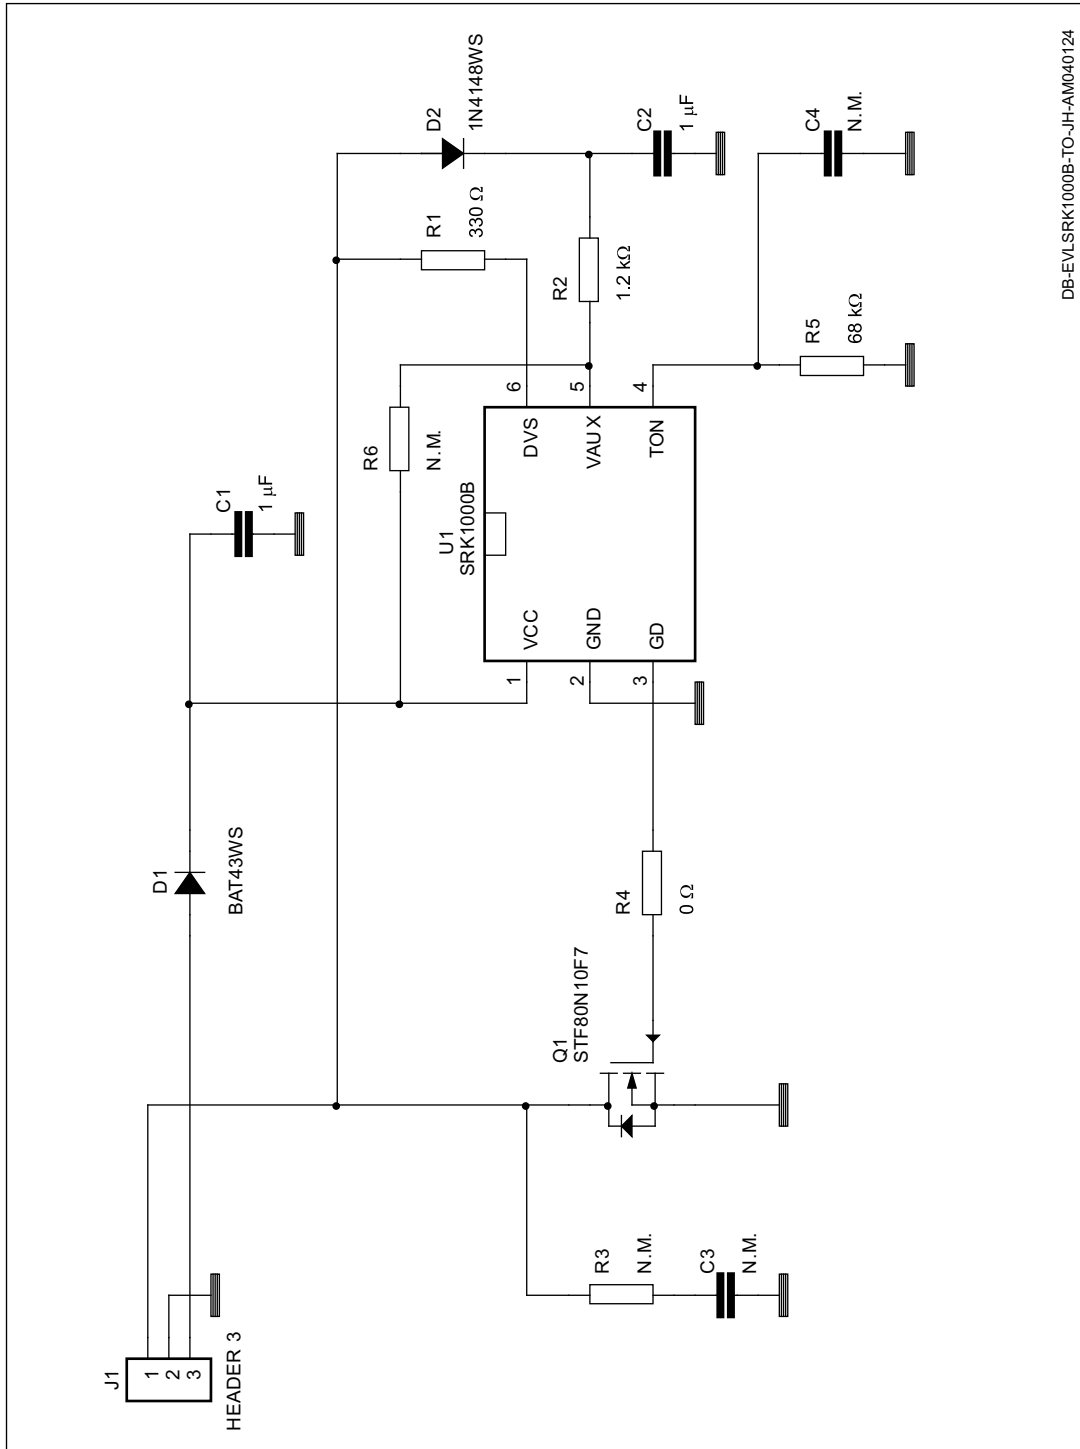 J1
1
2
3
HEADER 3
D1
BAT43WS
C1
1 μF
R6
N.M.
R1
330 Ω
D2
1N4148WS
R2
1.2 kΩ
C2
1 μF
U1
SRK1000B
1
VCC
2
GND
3
GD
6
DVS
5
VAUX
4
TON
R5
68 kΩ
C4
N.M.
R4
0 Ω
Q1
STF80N10F7
R3
N.M.
C3
N.M.
DB-EVLSRK1000B-TO-JH-AM040124